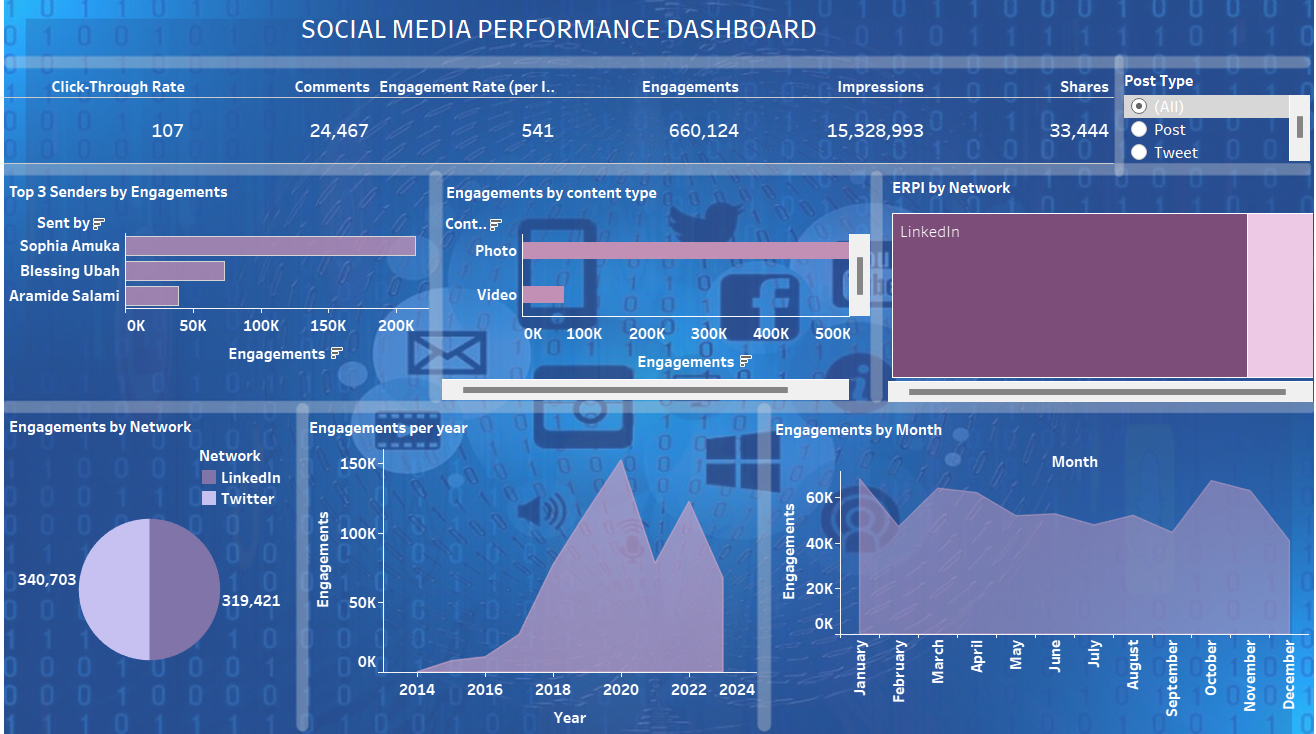 SOCIAL MEDIA PERFORMANCE DASHBOARD
Click-Through Rate Comments Engagement Rate (per I.. Engagements Impressions Shares
107 24,467 541 660,124 15,328,993 33,444
Post Type
(All)
Post
Tweet
Top 3 Senders by Engagements
Sent by
Sophia Amuka
Blessing Ubah
Aramide Salami
0K 50K 100K 150K 200K
Engagements
Engagements by content type
Cont..
Photo
Video
0K 100K 200K 300K 400K 500K
Engagements
ERPI by Network
LinkedIn
Engagements by Network
Network
LinkedIn
Twitter
340,703
319,421
Engagements per year
Engagements
150K
100K
50K
0K
2014 2016 2018 2020 2022 2024
Year
Engagements by Month
Month
Engagements
60K
40K
20K
0K
January
February
March
April
May
June
July
August
September
October
November
December